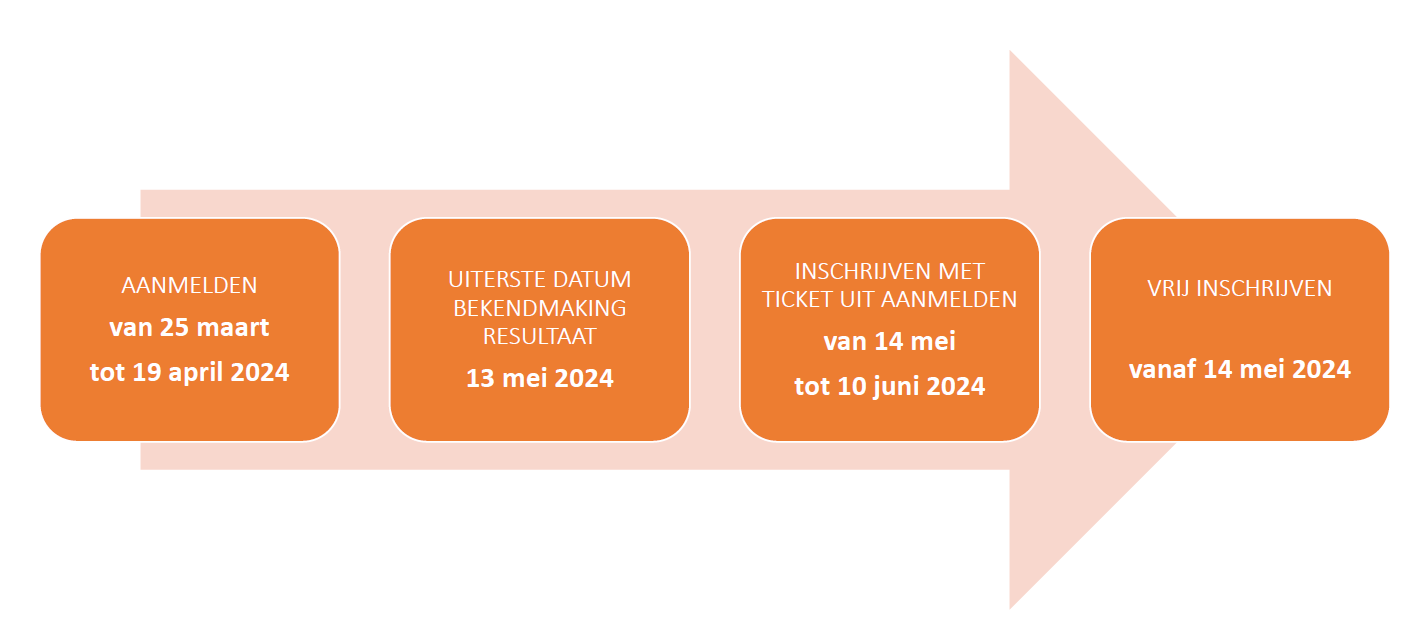 AANMELDEN
van 25 maart
tot 19 april 2024
UITERSTE DATUM
BEKENDMAKING
RESULTAAT
13 mei 2024
INSCHRIJVEN MET
TICKET UIT AANMELDEN
van 14 mei
tot 10 juni 2024
VRIJ INSCHRIJVEN
vanaf 14 mei 2024